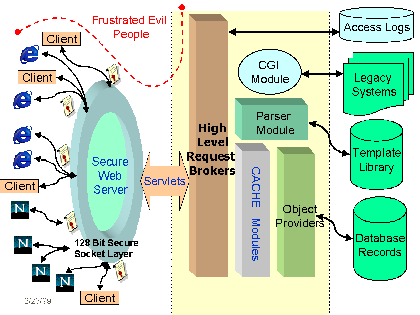 Frustrated Evil
People
Client
Client
Client
Client
Secure
Web
Server
128 Bit Secure
Socket Layer
Servlets
High
Level
Request
Brokers
CGI
Module
Parser
Module
CACHE Modules
Object
Providers
Access Logs
Legacy
Systems
Template
Library
Database
Records